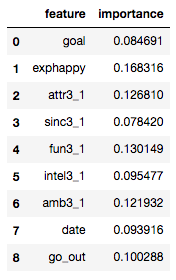 feature importance
0 goal 0.084691
1 exphappy 0.168316
2 attr3_1 0.126810
3 sinc3_1 0.078420
4 fun3_1 0.130149
5 intel3_1 0.095477
6 amb3_1 0.121932
7 date 0.093916
8 go_out 0.100288